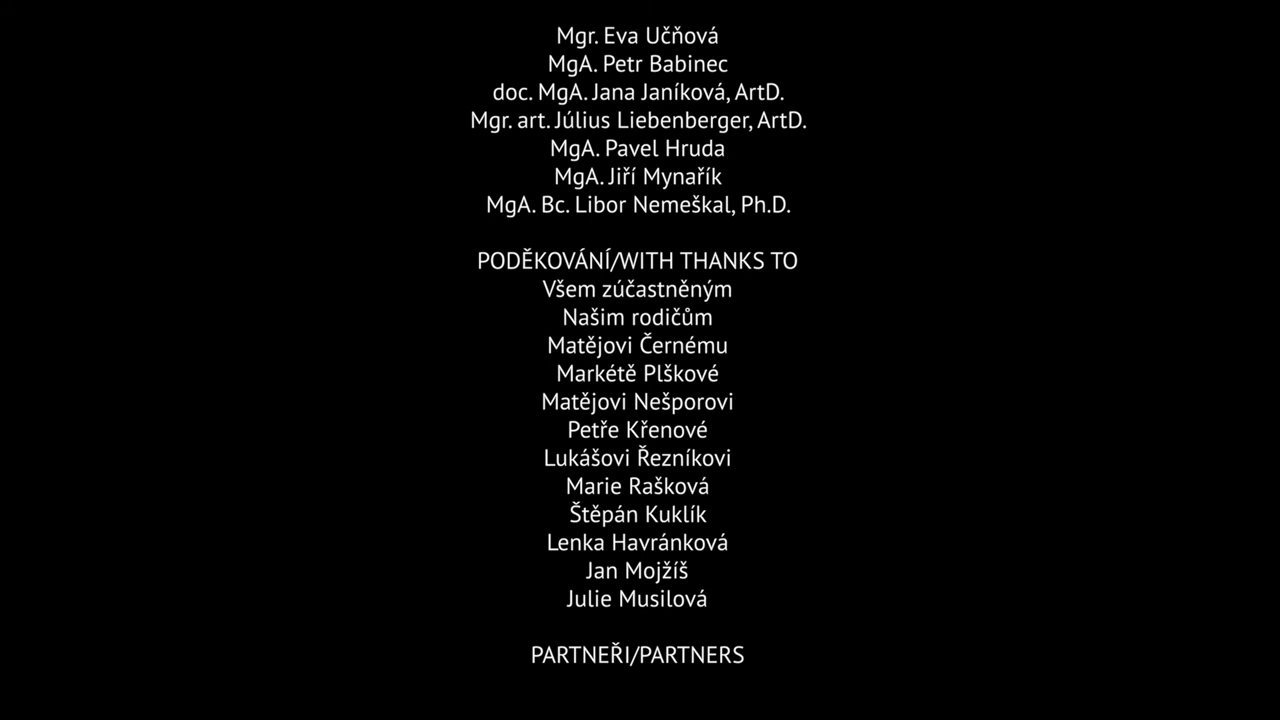 Mgr. Eva Učňová
MgA. Petr Babinec
doc. MgA. Jana Janíková, ArtD.
Mgr. art. Július Liebenberger, ArtD.
MgA. Pavel Hruda
MgA. Jiří Mynařík
MgA. Bc. Libor Nemeškal, Ph.D.
PODĚKOVÁNÍ/WITH THANKS TO
Všem zúčastněným
Našim rodičům
Matějovi Černému
Markétě Plškové
Matějovi Nešporovi
Petře Křenové
Lukášovi Řezníkovi
Marie Rašková
Štěpán Kuklík
Lenka Havránková
Jan Mojžíš
Julie Musilová
PARTNEŘI/PARTNERS